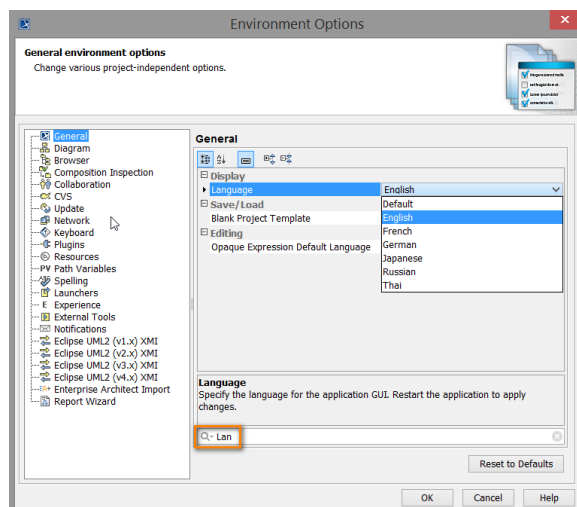 Environment Options
General environment options
Change various project-independent options.
General
Diagram
Browser
Composition Inspection
Collaboration
CVS
Update
Network
Keyboard
Plugins
Resources
PV Path Variables
Spelling
Launchers
E Experience
External Tools
Notifications
Eclipse UML2 (v1.x) XMI
Eclipse UML2 (v2.x) XMI
Eclipse UML2 (v3.x) XMI
Eclipse UML2 (v4.x) XMI
Enterprise Architect Import
Report Wizard
General
Display
Language English
Save/Load
Blank Project Template
Editing
Opaque Expression Default Language
Default
English
French
German
Japanese
Russian
Thai
Language
Specify the language for the application GUI. Restart the application to apply
changes.
Lan
Reset to Defaults
OK Cancel Help